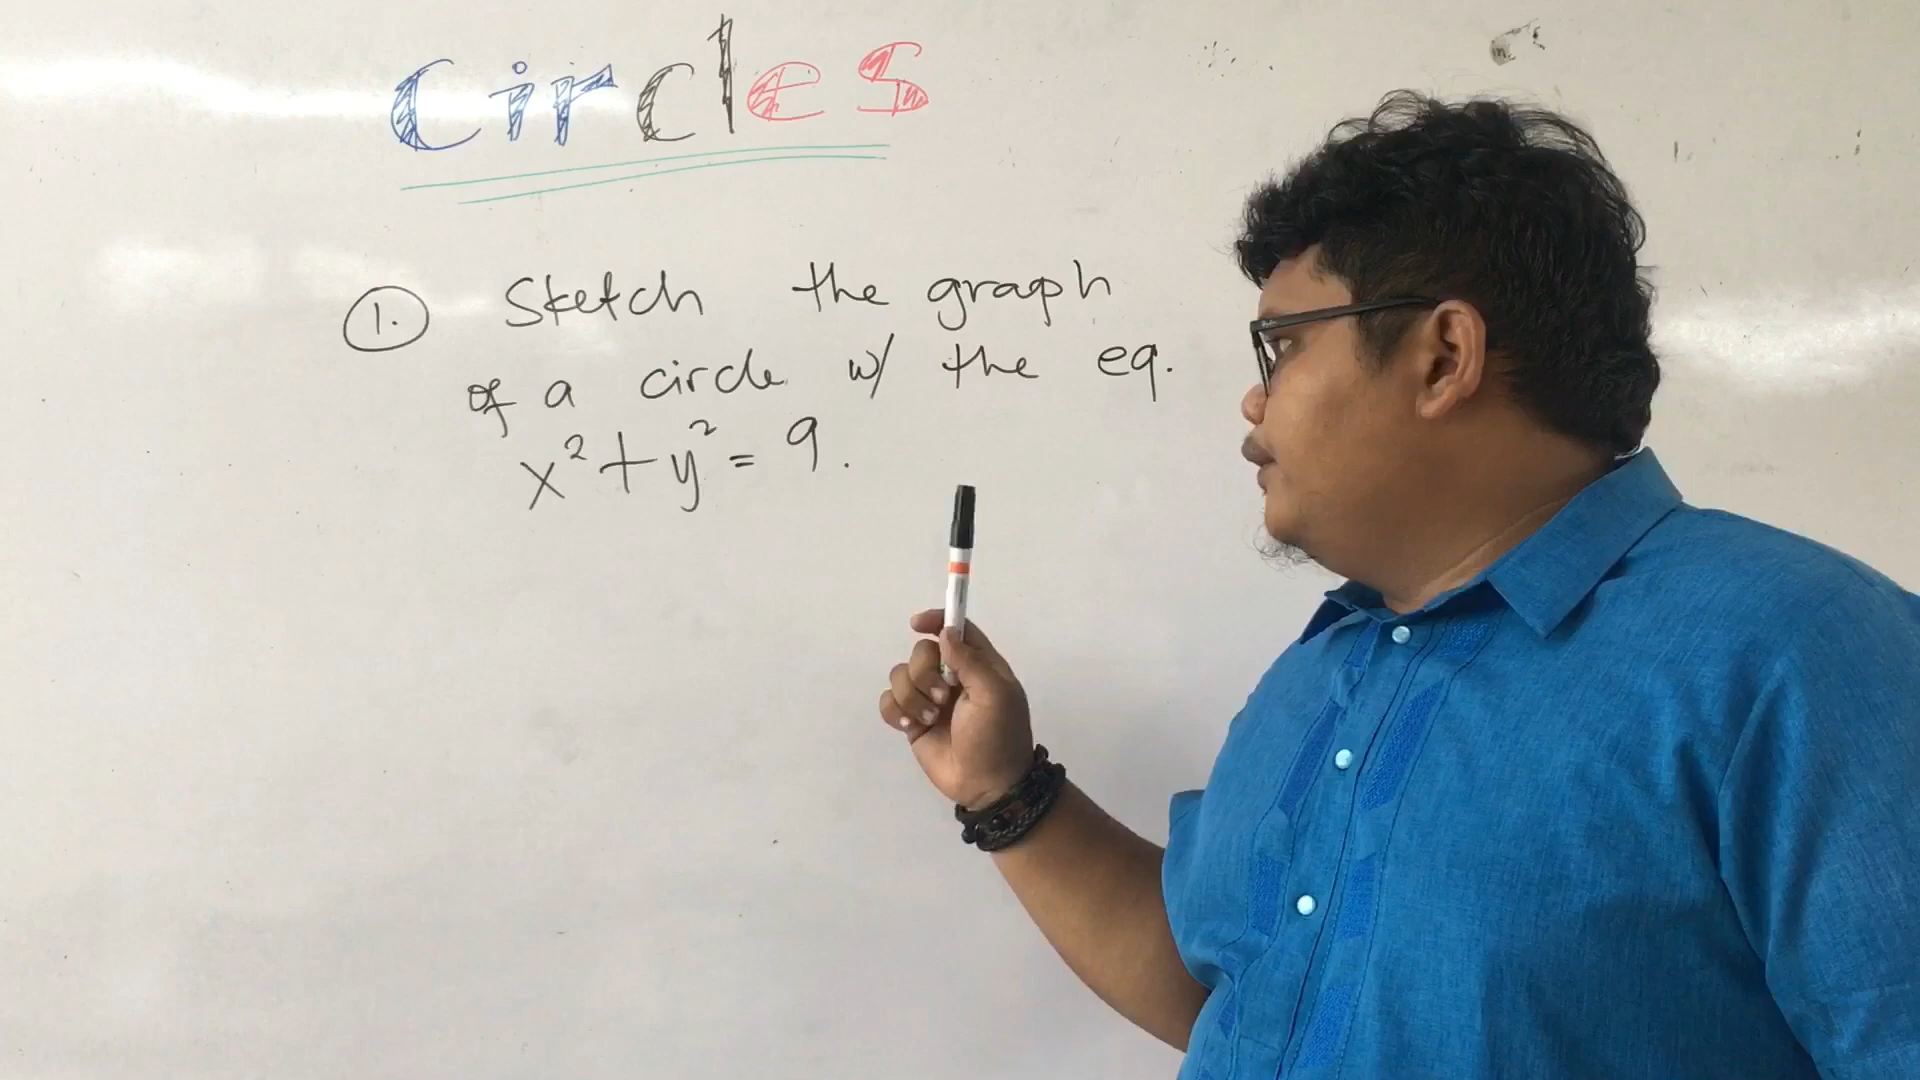 Circles
1. Sketch the graph
of a circle w/ the eq.
x² + y² = 9.